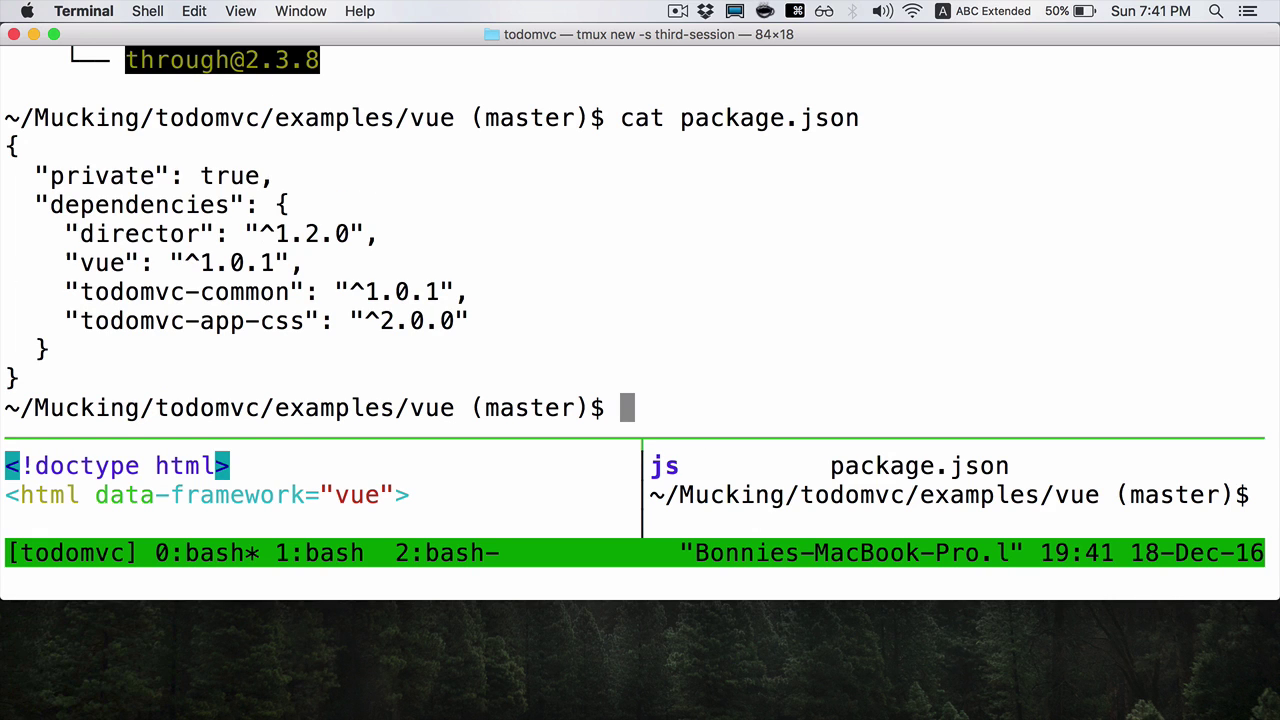 Terminal Shell Edit View Window Help A ABC Extended 50% Sun 7:41 PM
todomvc — tmux new -s third-session — 84×18
└── through@2.3.8
~/Mucking/todomvc/examples/vue (master)$ cat package.json
{
  "private": true,
  "dependencies": {
    "director": "^1.2.0",
    "vue": "^1.0.1",
    "todomvc-common": "^1.0.1",
    "todomvc-app-css": "^2.0.0"
  }
}
~/Mucking/todomvc/examples/vue (master)$
<!doctype html>
<html data-framework="vue">
js package.json
~/Mucking/todomvc/examples/vue (master)$
[todomvc] 0:bash* 1:bash 2:bash- "Bonnies-MacBook-Pro.l" 19:41 18-Dec-16